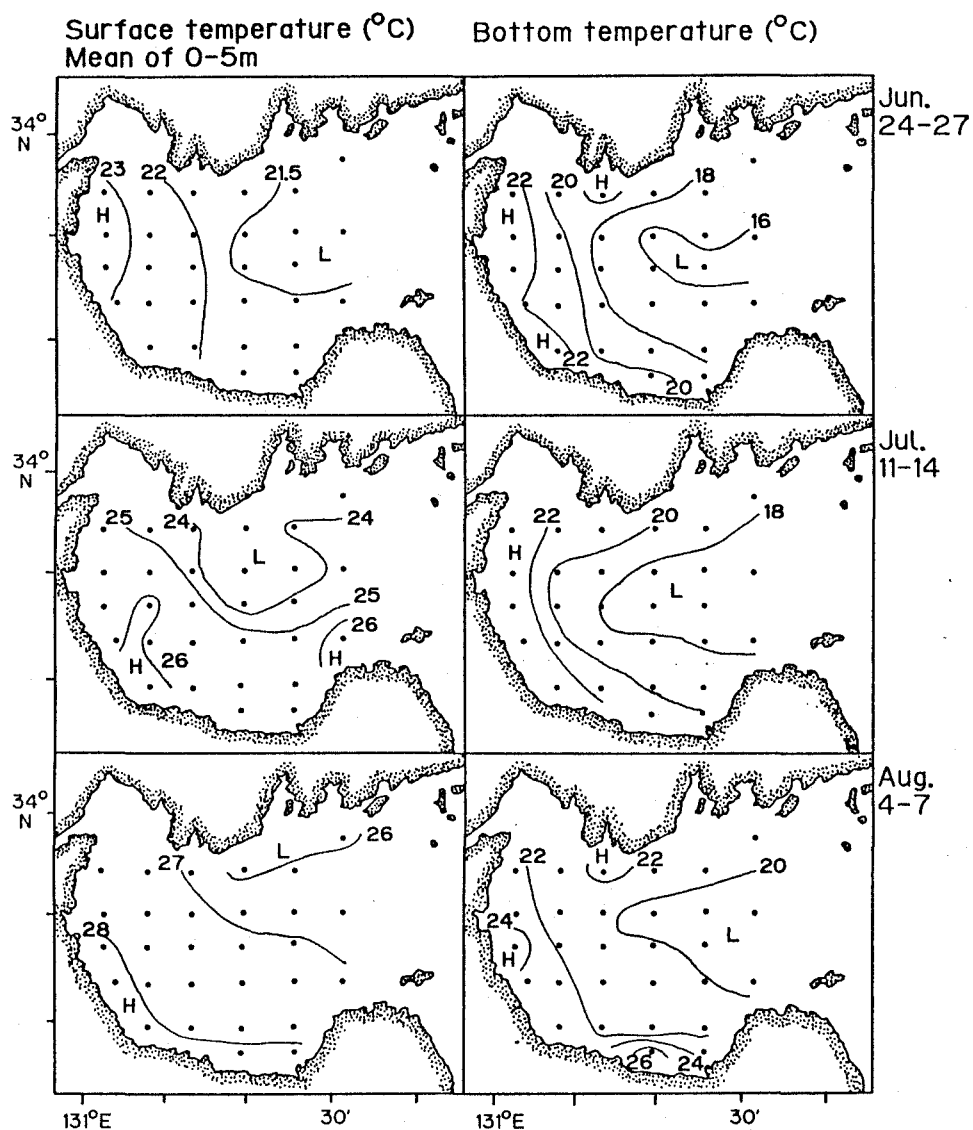 Surface temperature (°C)
Mean of 0-5m
Bottom temperature (°C)
Jun.
24-27
34°
N
23
22
21.5
H
L
22
20
H
18
H
16
L
H
22
20
Jul.
11-14
34°
N
25
24
24
L
25
26
H
26
H
22
20
18
H
L
Aug.
4-7
34°
N
26
L
27
28
H
22
H
22
20
24
H
L
26
24
131°E
30'
131°E
30'